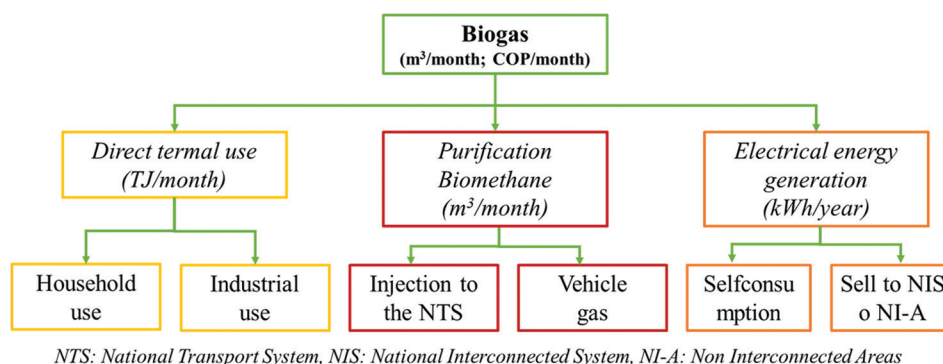 Biogas
(m³/month; COP/month)
Direct termal use
(TJ/month)
Purification
Biomethane
(m³/month)
Electrical energy
generation
(kWh/year)
Household
use
Industrial
use
Injection to
the NTS
Vehicle
gas
Selfconsu
mption
Sell to NIS
o NI-A
NTS: National Transport System, NIS: National Interconnected System, NI-A: Non Interconnected Areas